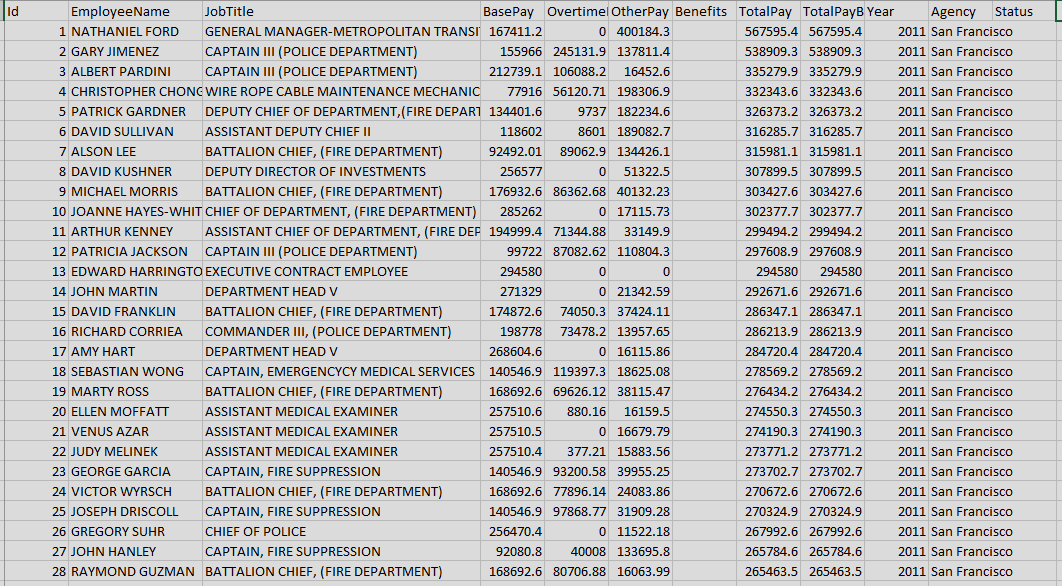 Id EmployeeName JobTitle BasePay Overtime OtherPay Benefits TotalPay TotalPayB Year Agency Status
1 NATHANIEL FORD GENERAL MANAGER-METROPOLITAN TRANSI 167411.2 0 400184.3 567595.4 567595.4 2011 San Francisco
2 GARY JIMENEZ CAPTAIN III (POLICE DEPARTMENT) 155966 245131.9 137811.4 538909.3 538909.3 2011 San Francisco
3 ALBERT PARDINI CAPTAIN III (POLICE DEPARTMENT) 212739.1 106088.2 16452.6 335279.9 335279.9 2011 San Francisco
4 CHRISTOPHER CHONG WIRE ROPE CABLE MAINTENANCE MECHANIC 77916 56120.71 198306.9 332343.6 332343.6 2011 San Francisco
5 PATRICK GARDNER DEPUTY CHIEF OF DEPARTMENT,(FIRE DEPART 134401.6 9737 182234.6 326373.2 326373.2 2011 San Francisco
6 DAVID SULLIVAN ASSISTANT DEPUTY CHIEF II 118602 8601 189082.7 316285.7 316285.7 2011 San Francisco
7 ALSON LEE BATTALION CHIEF, (FIRE DEPARTMENT) 92492.01 89062.9 134426.1 315981.1 315981.1 2011 San Francisco
8 DAVID KUSHNER DEPUTY DIRECTOR OF INVESTMENTS 256577 0 51322.5 307899.5 307899.5 2011 San Francisco
9 MICHAEL MORRIS BATTALION CHIEF, (FIRE DEPARTMENT) 176932.6 86362.68 40132.23 303427.6 303427.6 2011 San Francisco
10 JOANNE HAYES-WHIT CHIEF OF DEPARTMENT, (FIRE DEPARTMENT) 285262 0 17115.73 302377.7 302377.7 2011 San Francisco
11 ARTHUR KENNEY ASSISTANT CHIEF OF DEPARTMENT, (FIRE DEP 194999.4 71344.88 33149.9 299494.2 299494.2 2011 San Francisco
12 PATRICIA JACKSON CAPTAIN III (POLICE DEPARTMENT) 99722 87082.62 110804.3 297608.9 297608.9 2011 San Francisco
13 EDWARD HARRINGTO EXECUTIVE CONTRACT EMPLOYEE 294580 0 0 294580 294580 2011 San Francisco
14 JOHN MARTIN DEPARTMENT HEAD V 271329 0 21342.59 292671.6 292671.6 2011 San Francisco
15 DAVID FRANKLIN BATTALION CHIEF, (FIRE DEPARTMENT) 174872.6 74050.3 37424.11 286347.1 286347.1 2011 San Francisco
16 RICHARD CORRIEA COMMANDER III, (POLICE DEPARTMENT) 198778 73478.2 13957.65 286213.9 286213.9 2011 San Francisco
17 AMY HART DEPARTMENT HEAD V 268604.6 0 16115.86 284720.4 284720.4 2011 San Francisco
18 SEBASTIAN WONG CAPTAIN, EMERGENCYCY MEDICAL SERVICES 140546.9 119397.3 18625.08 278569.2 278569.2 2011 San Francisco
19 MARTY ROSS BATTALION CHIEF, (FIRE DEPARTMENT) 168692.6 69626.12 38115.47 276434.2 276434.2 2011 San Francisco
20 ELLEN MOFFATT ASSISTANT MEDICAL EXAMINER 257510.6 880.16 16159.5 274550.3 274550.3 2011 San Francisco
21 VENUS AZAR ASSISTANT MEDICAL EXAMINER 257510.5 0 16679.79 274190.3 274190.3 2011 San Francisco
22 JUDY MELINEK ASSISTANT MEDICAL EXAMINER 257510.4 377.21 15883.56 273771.2 273771.2 2011 San Francisco
23 GEORGE GARCIA CAPTAIN, FIRE SUPPRESSION 140546.9 93200.58 39955.25 273702.7 273702.7 2011 San Francisco
24 VICTOR WYRSCH BATTALION CHIEF, (FIRE DEPARTMENT) 168692.6 77896.14 24083.86 270672.6 270672.6 2011 San Francisco
25 JOSEPH DRISCOLL CAPTAIN, FIRE SUPPRESSION 140546.9 97868.77 31909.28 270324.9 270324.9 2011 San Francisco
26 GREGORY SUHR CHIEF OF POLICE 256470.4 0 11522.18 267992.6 267992.6 2011 San Francisco
27 JOHN HANLEY CAPTAIN, FIRE SUPPRESSION 92080.8 40008 133695.8 265784.6 265784.6 2011 San Francisco
28 RAYMOND GUZMAN BATTALION CHIEF, (FIRE DEPARTMENT) 168692.6 80706.88 16063.99 265463.5 265463.5 2011 San Francisco